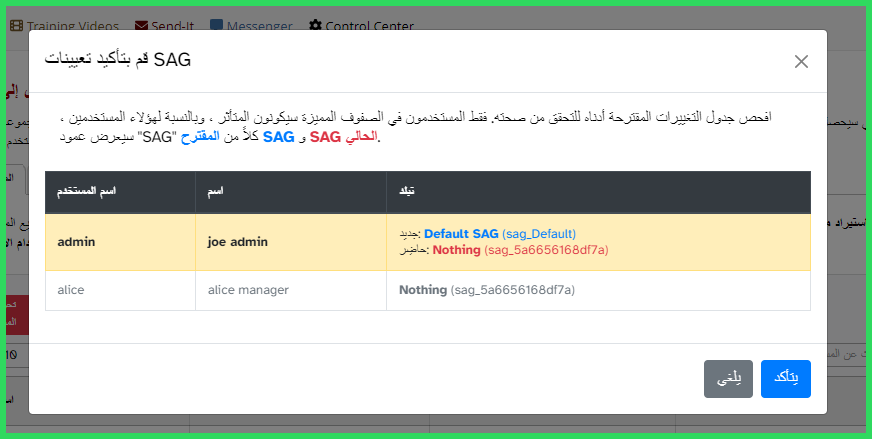 Training Videos Send-It Messenger Control Center
قم بتأكيد تعيينات SAG
افحص جدول التغييرات المقترحة أدناه للتحقق من صحته. فقط المستخدمون في الصفوف المميزة سيكونون المتأثر ، وبالنسبة لهؤلاء المستخدمين ،
سيعرض عمود "SAG" كلاً من المقترح SAG و SAG الحالي.
اسم المستخدم اسم تبلد
admin joe admin جديد: Default SAG (sag_Default)
حاضِر: Nothing (sag_5a6656168df7a)
alice alice manager Nothing (sag_5a6656168df7a)
يلغي يتأكد
10